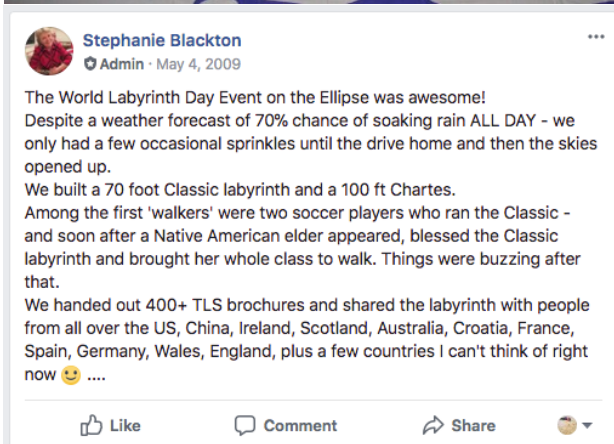 Stephanie Blackton
Admin · May 4, 2009
The World Labyrinth Day Event on the Ellipse was awesome!
Despite a weather forecast of 70% chance of soaking rain ALL DAY - we
only had a few occasional sprinkles until the drive home and then the skies
opened up.
We built a 70 foot Classic labyrinth and a 100 ft Chartes.
Among the first 'walkers' were two soccer players who ran the Classic -
and soon after a Native American elder appeared, blessed the Classic
labyrinth and brought her whole class to walk. Things were buzzing after
that.
We handed out 400+ TLS brochures and shared the labyrinth with people
from all over the US, China, Ireland, Scotland, Australia, Croatia, France,
Spain, Germany, Wales, England, plus a few countries I can't think of right
now 🙂 ....
Like Comment Share